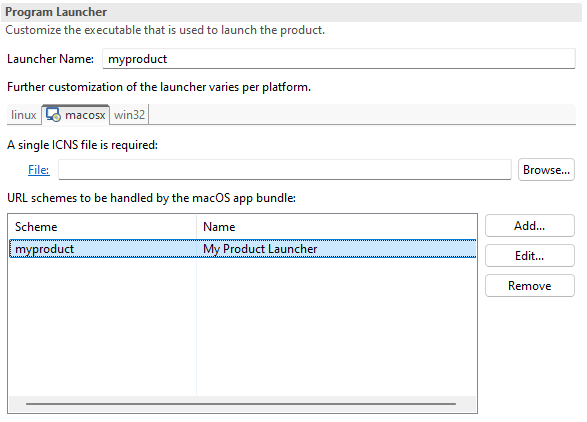 Program Launcher
Customize the executable that is used to launch the product.
Launcher Name: myproduct
Further customization of the launcher varies per platform.
linux macosx win32
A single ICNS file is required:
File: Browse...
URL schemes to be handled by the macOS app bundle:
Scheme Name Add...
myproduct My Product Launcher
Edit...
Remove